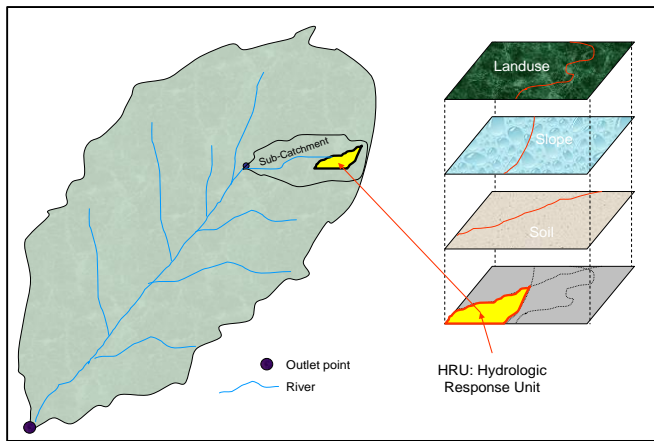 Landuse
Sub-Catchment
Slope
Soil
Outlet point
River
HRU: Hydrologic
Response Unit